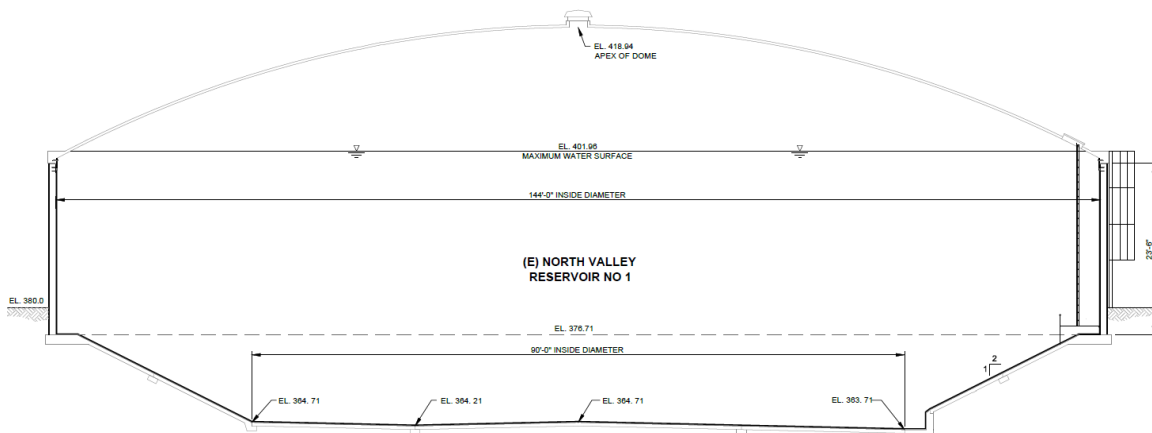 EL. 418.94
APEX OF DOME
EL. 401.96
MAXIMUM WATER SURFACE
144'-0" INSIDE DIAMETER
(E) NORTH VALLEY
RESERVOIR NO 1
23'-6"
EL. 380.0
EL. 376.71
90'-0" INSIDE DIAMETER
2
1
EL. 364. 71
EL. 364. 21
EL. 364. 71
EL. 363. 71